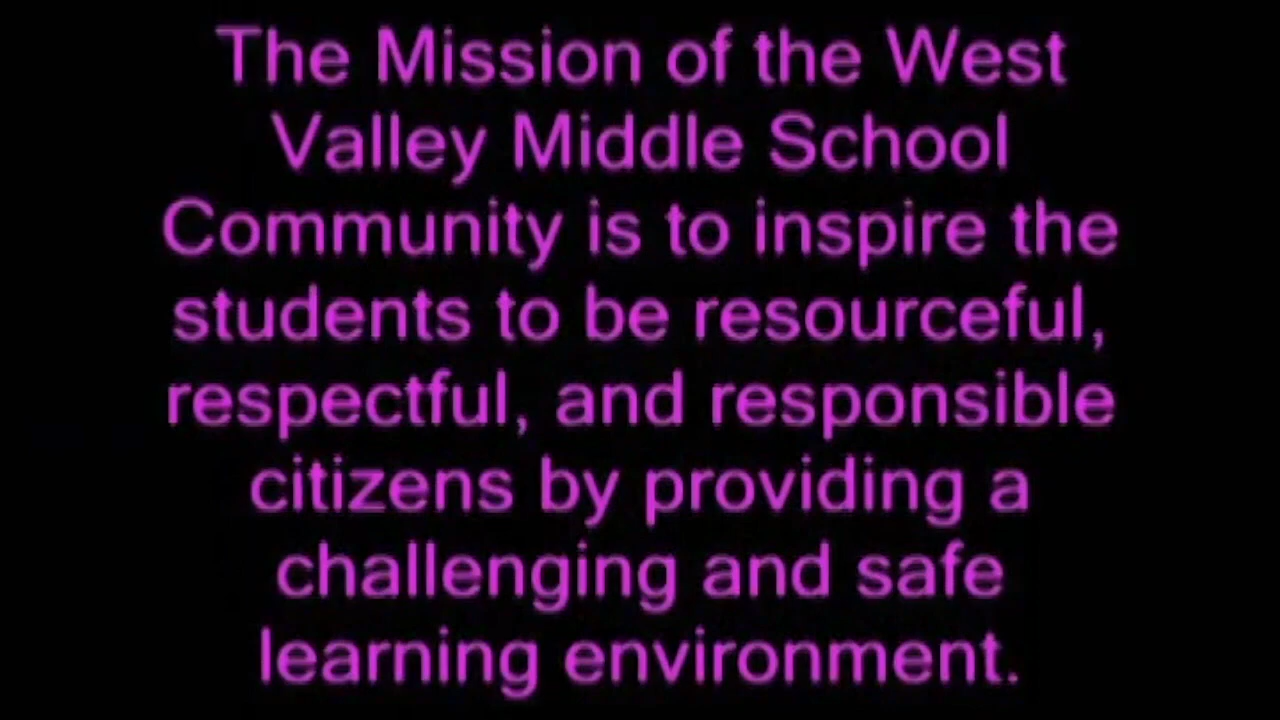 The Mission of the West
Valley Middle School
Community is to inspire the
students to be resourceful,
respectful, and responsible
citizens by providing a
challenging and safe
learning environment.